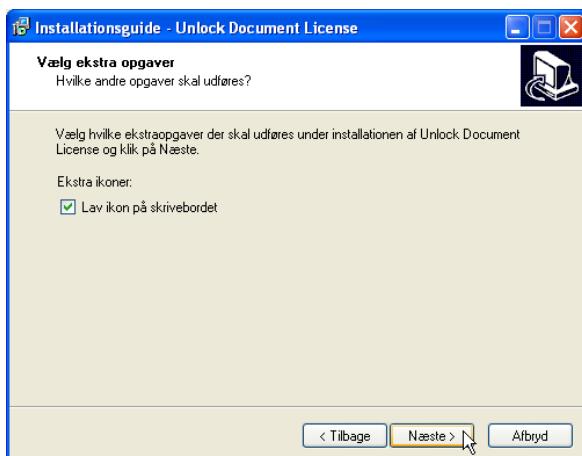 Installationsguide - Unlock Document License
Vælg ekstra opgaver
Hvilke andre opgaver skal udføres?
Vælg hvilke ekstraopgaver der skal udføres under installationen af Unlock Document
License og klik på Næste.
Ekstra ikoner:
Lav ikon på skrivebordet
< Tilbage
Næste >
Afbryd